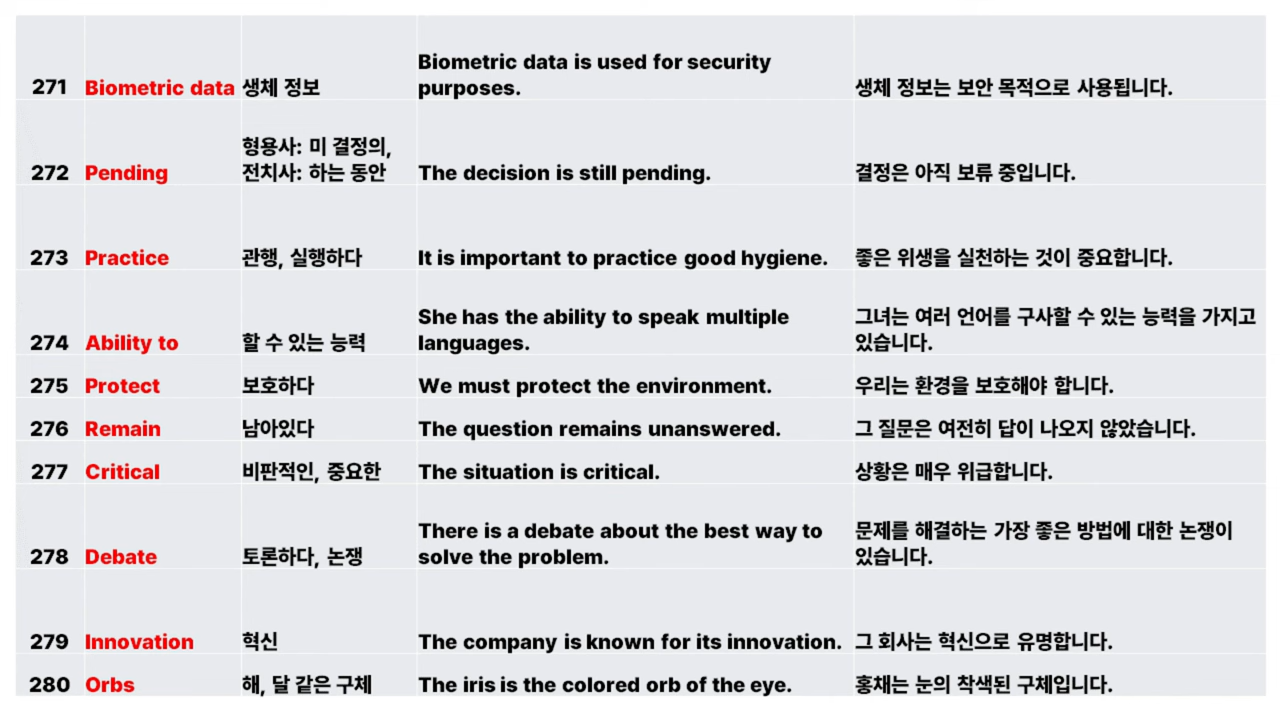 Biometric data is used for security
271 Biometric data 생체 정보 purposes. 생체 정보는 보안 목적으로 사용됩니다.
형용사: 미 결정의,
272 Pending 전치사: 하는 동안 The decision is still pending. 결정은 아직 보류 중입니다.
273 Practice 관행, 실행하다 It is important to practice good hygiene. 좋은 위생을 실천하는 것이 중요합니다.
She has the ability to speak multiple 그녀는 여러 언어를 구사할 수 있는 능력을 가지고
274 Ability to 할 수 있는 능력 languages. 있습니다.
275 Protect 보호하다 We must protect the environment. 우리는 환경을 보호해야 합니다.
276 Remain 남아있다 The question remains unanswered. 그 질문은 여전히 답이 나오지 않았습니다.
277 Critical 비판적인, 중요한 The situation is critical. 상황은 매우 위급합니다.
There is a debate about the best way to 문제를 해결하는 가장 좋은 방법에 대한 논쟁이
278 Debate 토론하다, 논쟁 solve the problem. 있습니다.
279 Innovation 혁신 The company is known for its innovation. 그 회사는 혁신으로 유명합니다.
280 Orbs 해, 달 같은 구체 The iris is the colored orb of the eye. 홍채는 눈의 착색된 구체입니다.